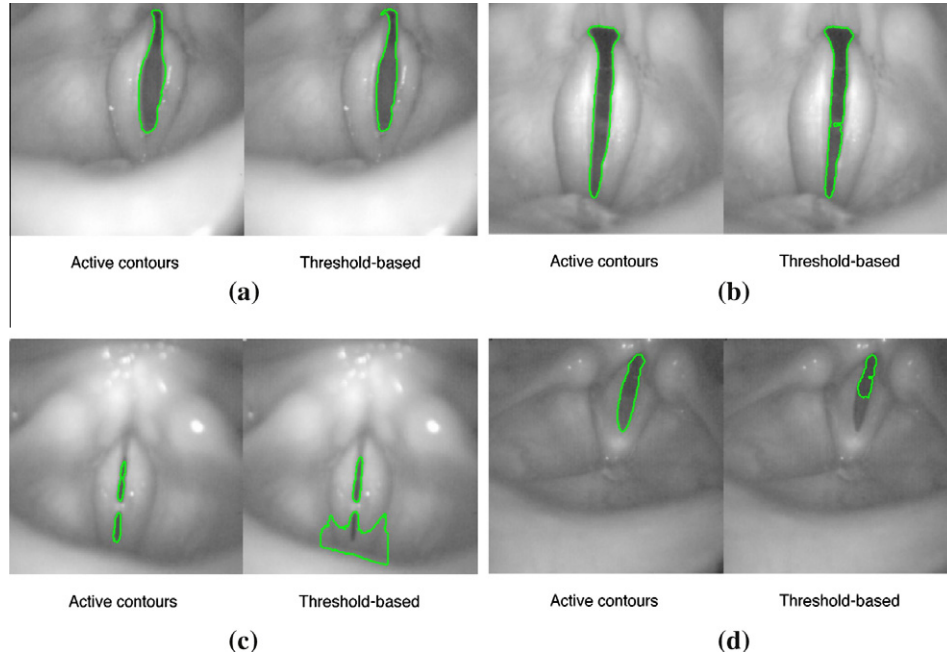 Active contours Threshold-based
(a)
Active contours Threshold-based
(b)
Active contours Threshold-based
(c)
Active contours Threshold-based
(d)